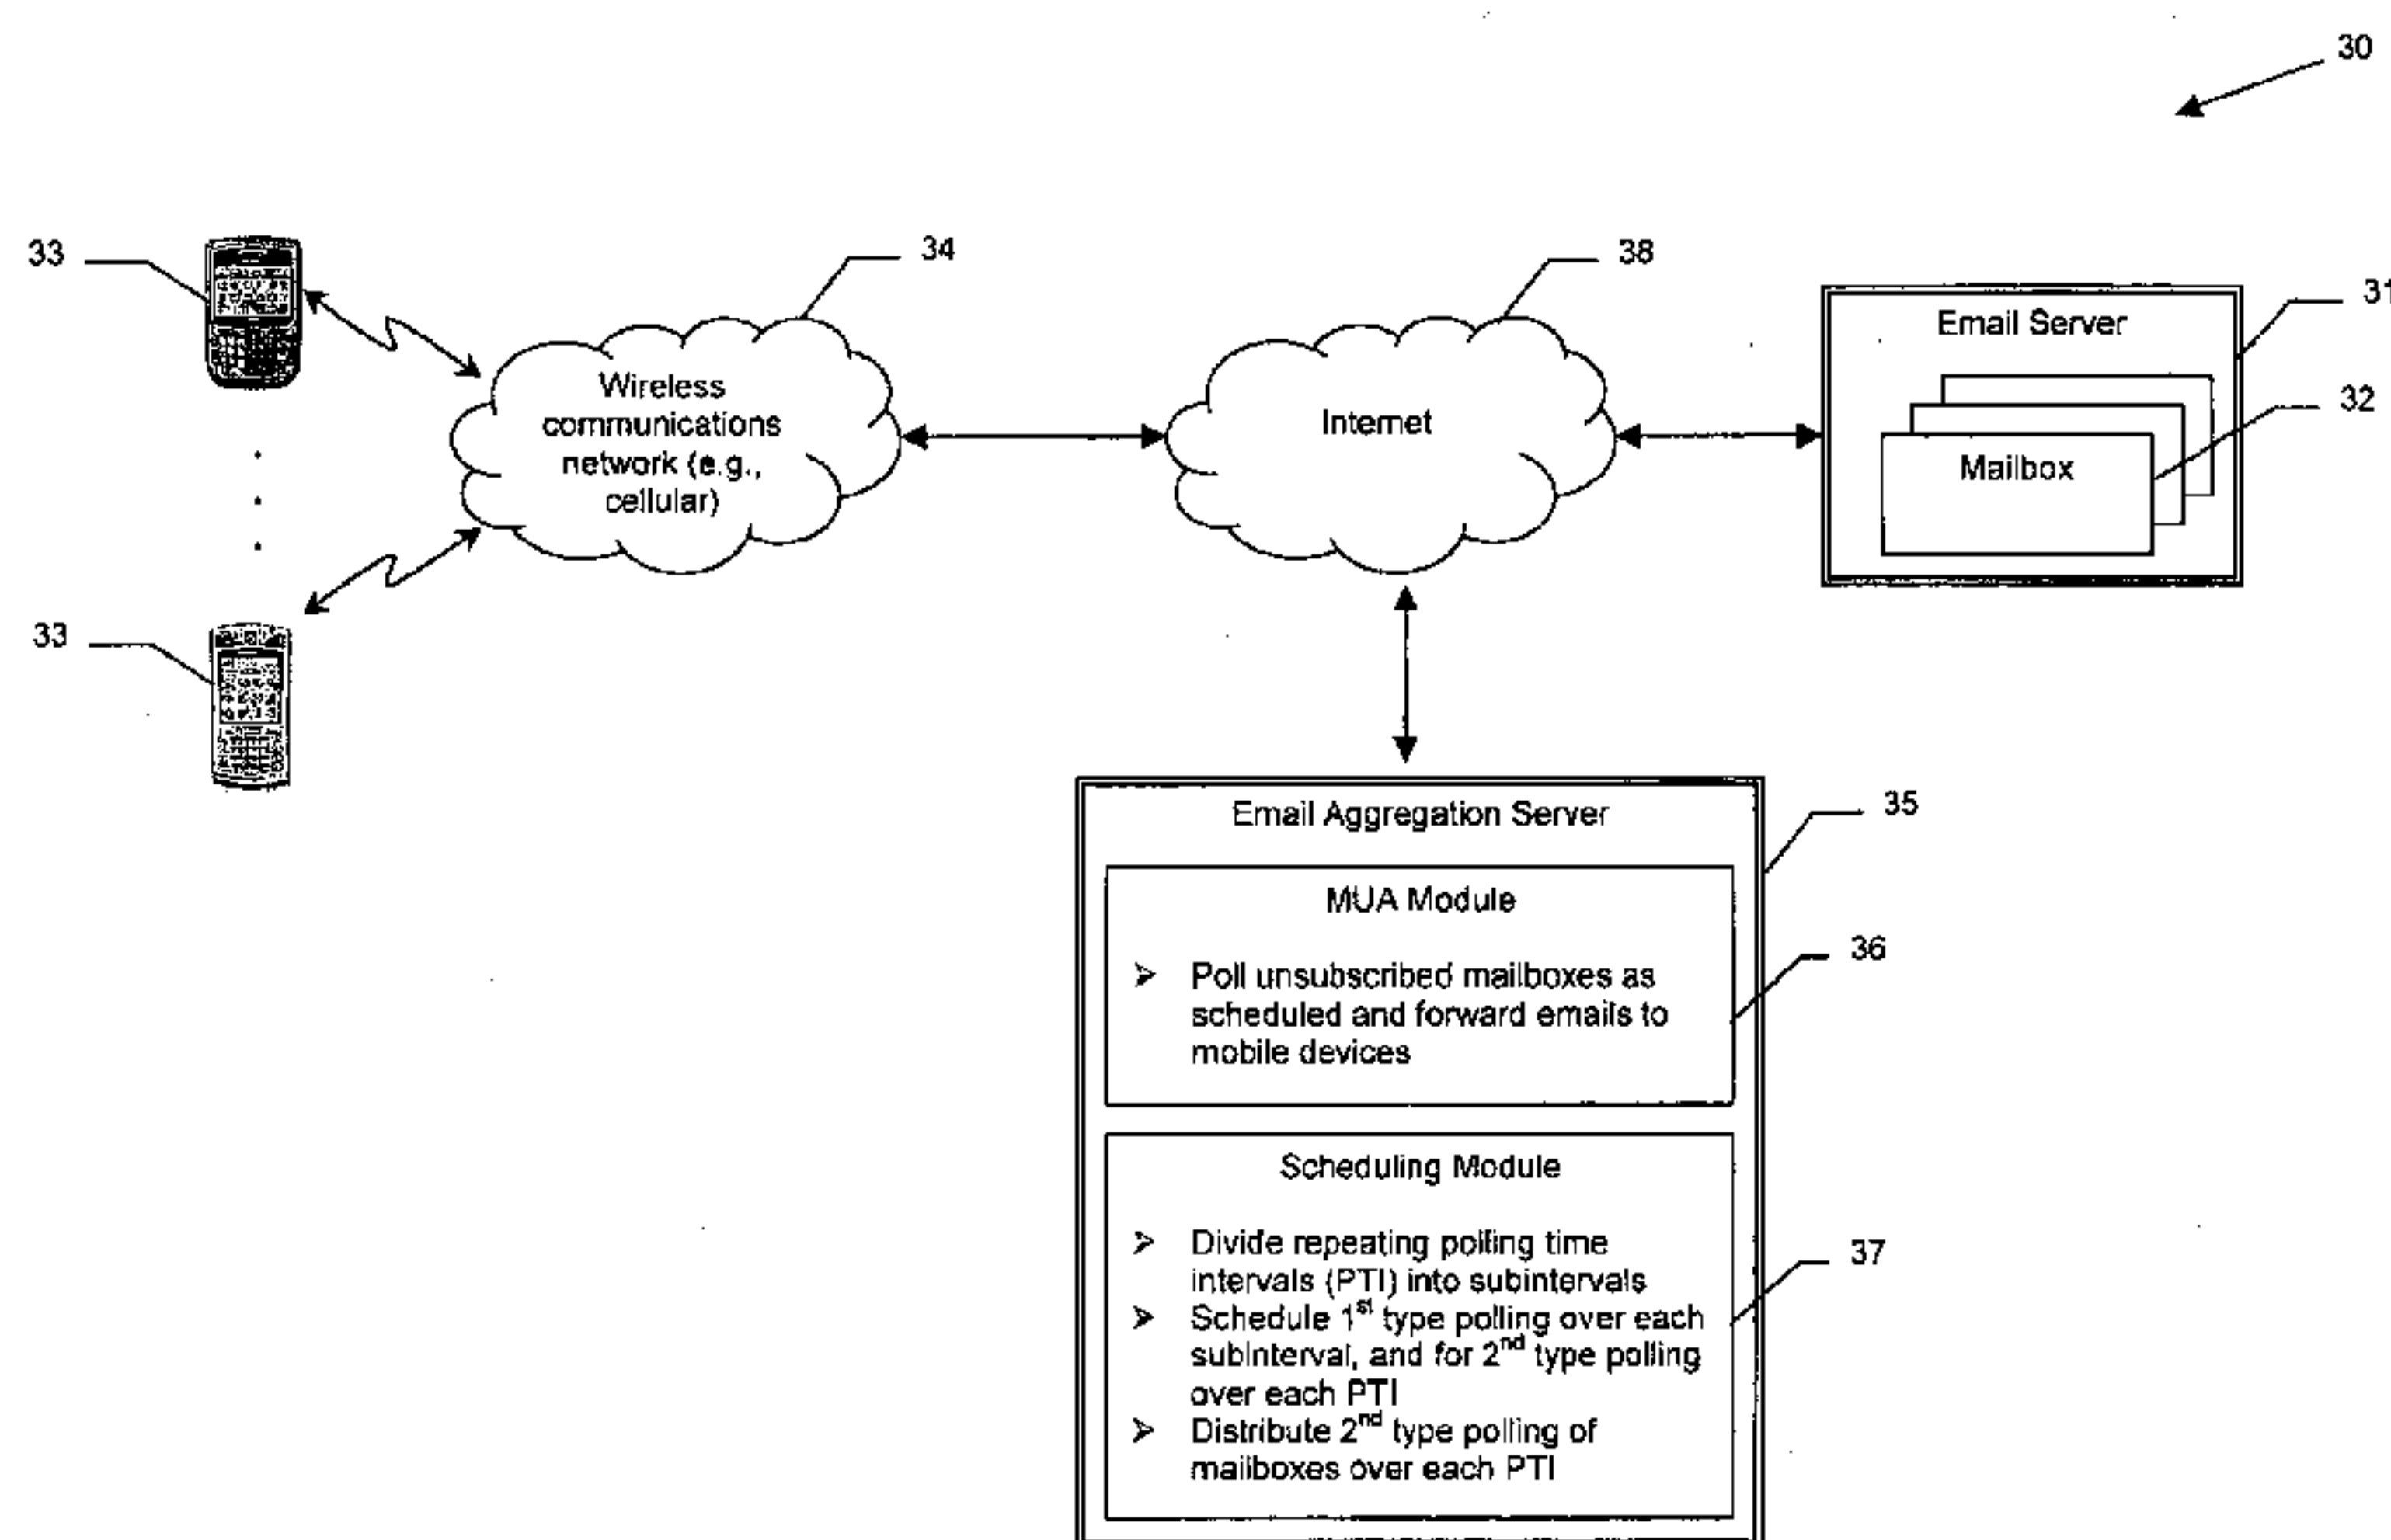 30
33
34
38
31
Email Server
32
Mailbox
Wireless
communications
network (e.g.,
cellular)
Internet
33
Email Aggregation Server
35
MUA Module
36
➢ Poll unsubscribed mailboxes as
scheduled and forward emails to
mobile devices
Scheduling Module
37
➢ Divide repeating polling time
intervals (PTI) into subintervals
➢ Schedule 1st type polling over each
subinterval, and for 2nd type polling
over each PTI
➢ Distribute 2nd type polling of
mailboxes over each PTI